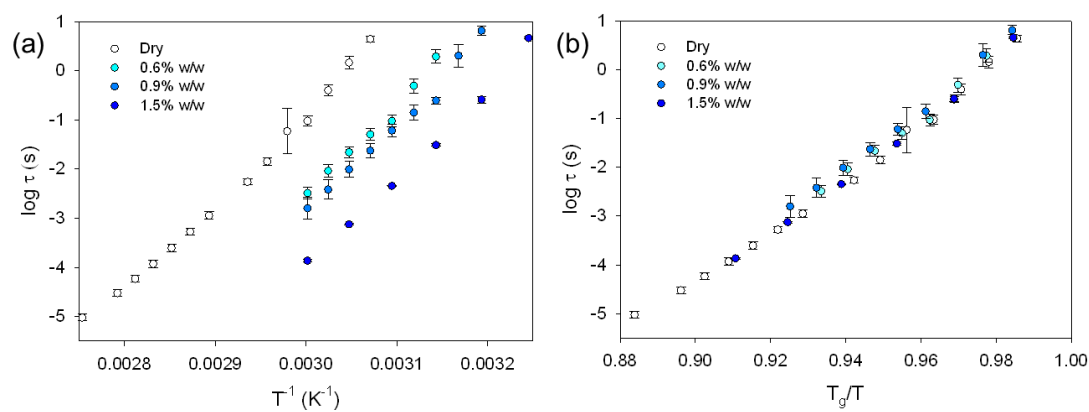 (a)
1
0
-1
-2
-3
-4
-5
log τ (s)
Dry
0.6% w/w
0.9% w/w
1.5% w/w
0.0028 0.0029 0.0030 0.0031 0.0032
T⁻¹ (K⁻¹)
(b)
1
0
-1
-2
-3
-4
-5
log τ (s)
Dry
0.6% w/w
0.9% w/w
1.5% w/w
0.88 0.90 0.92 0.94 0.96 0.98 1.00
Tg/T